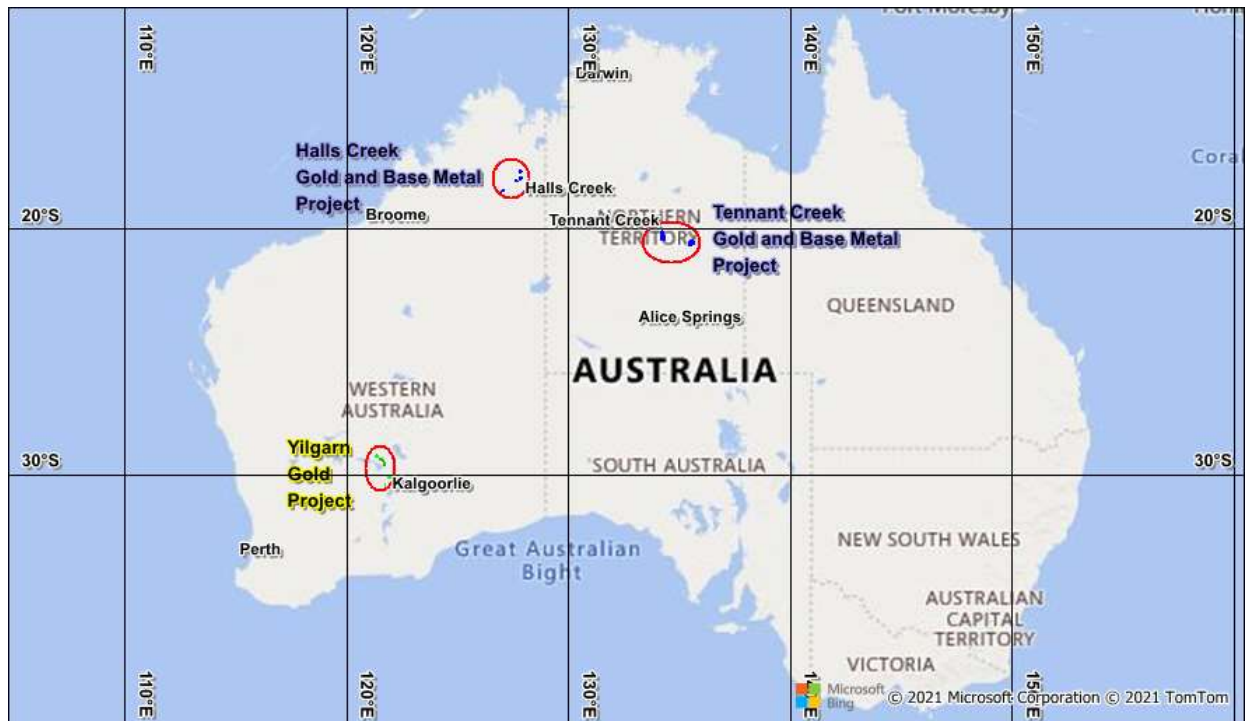 Port Moresby
110°E
120°E
130°E
140°E
150°E
Darwin
Halls Creek
Gold and Base Metal
Project
Halls Creek
Broome
20°S
20°S
Tennant Creek
NORTHERN
TERRITORY
Tennant Creek
Gold and Base Metal
Project
Alice Springs
QUEENSLAND
AUSTRALIA
WESTERN
AUSTRALIA
Yilgarn
Gold
Project
30°S
30°S
Kalgoorlie
SOUTH AUSTRALIA
Perth
Great Australian
Bight
NEW SOUTH WALES
AUSTRALIAN
CAPITAL
TERRITORY
VICTORIA
110°E
120°E
130°E
150°E
Microsoft
Bing
© 2021 Microsoft Corporation © 2021 TomTom